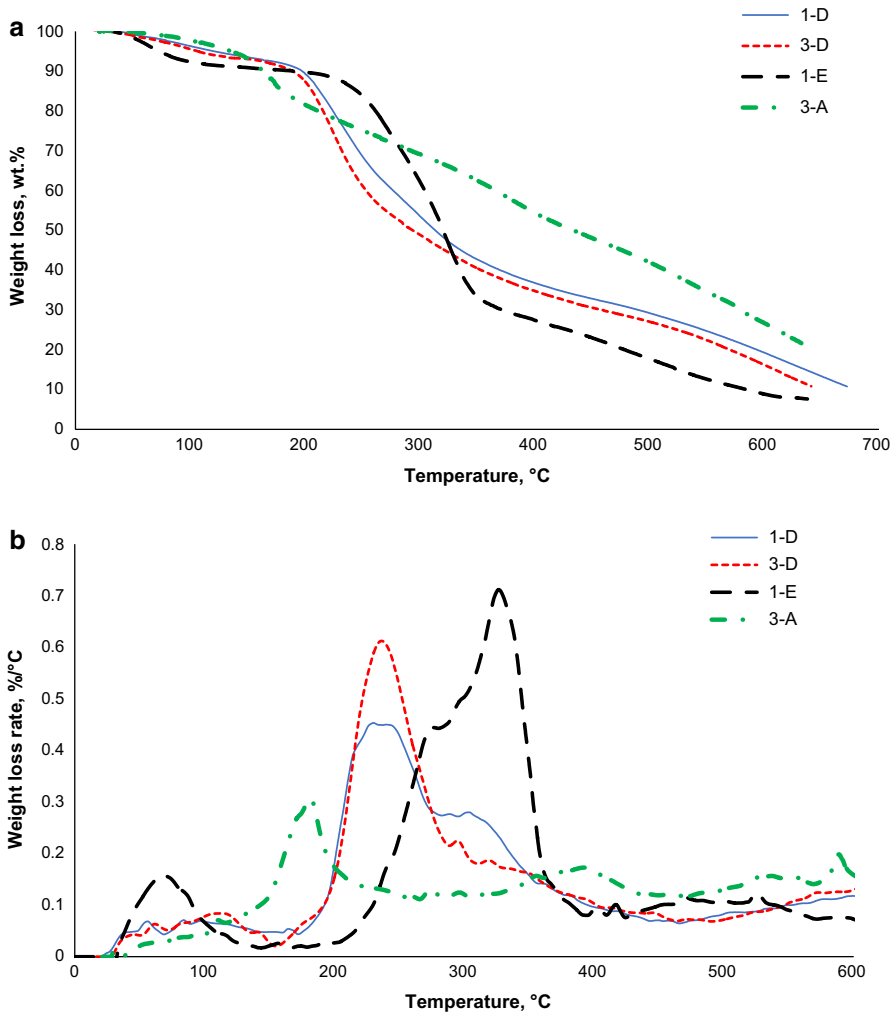 a
1-D
3-D
1-E
3-A
Weight loss, wt.%
100
90
80
70
60
50
40
30
20
10
0
0 100 200 300 400 500 600 700
Temperature, °C
b
1-D
3-D
1-E
3-A
Weight loss rate, %/°C
0.8
0.7
0.6
0.5
0.4
0.3
0.2
0.1
0
0 100 200 300 400 500 600
Temperature, °C